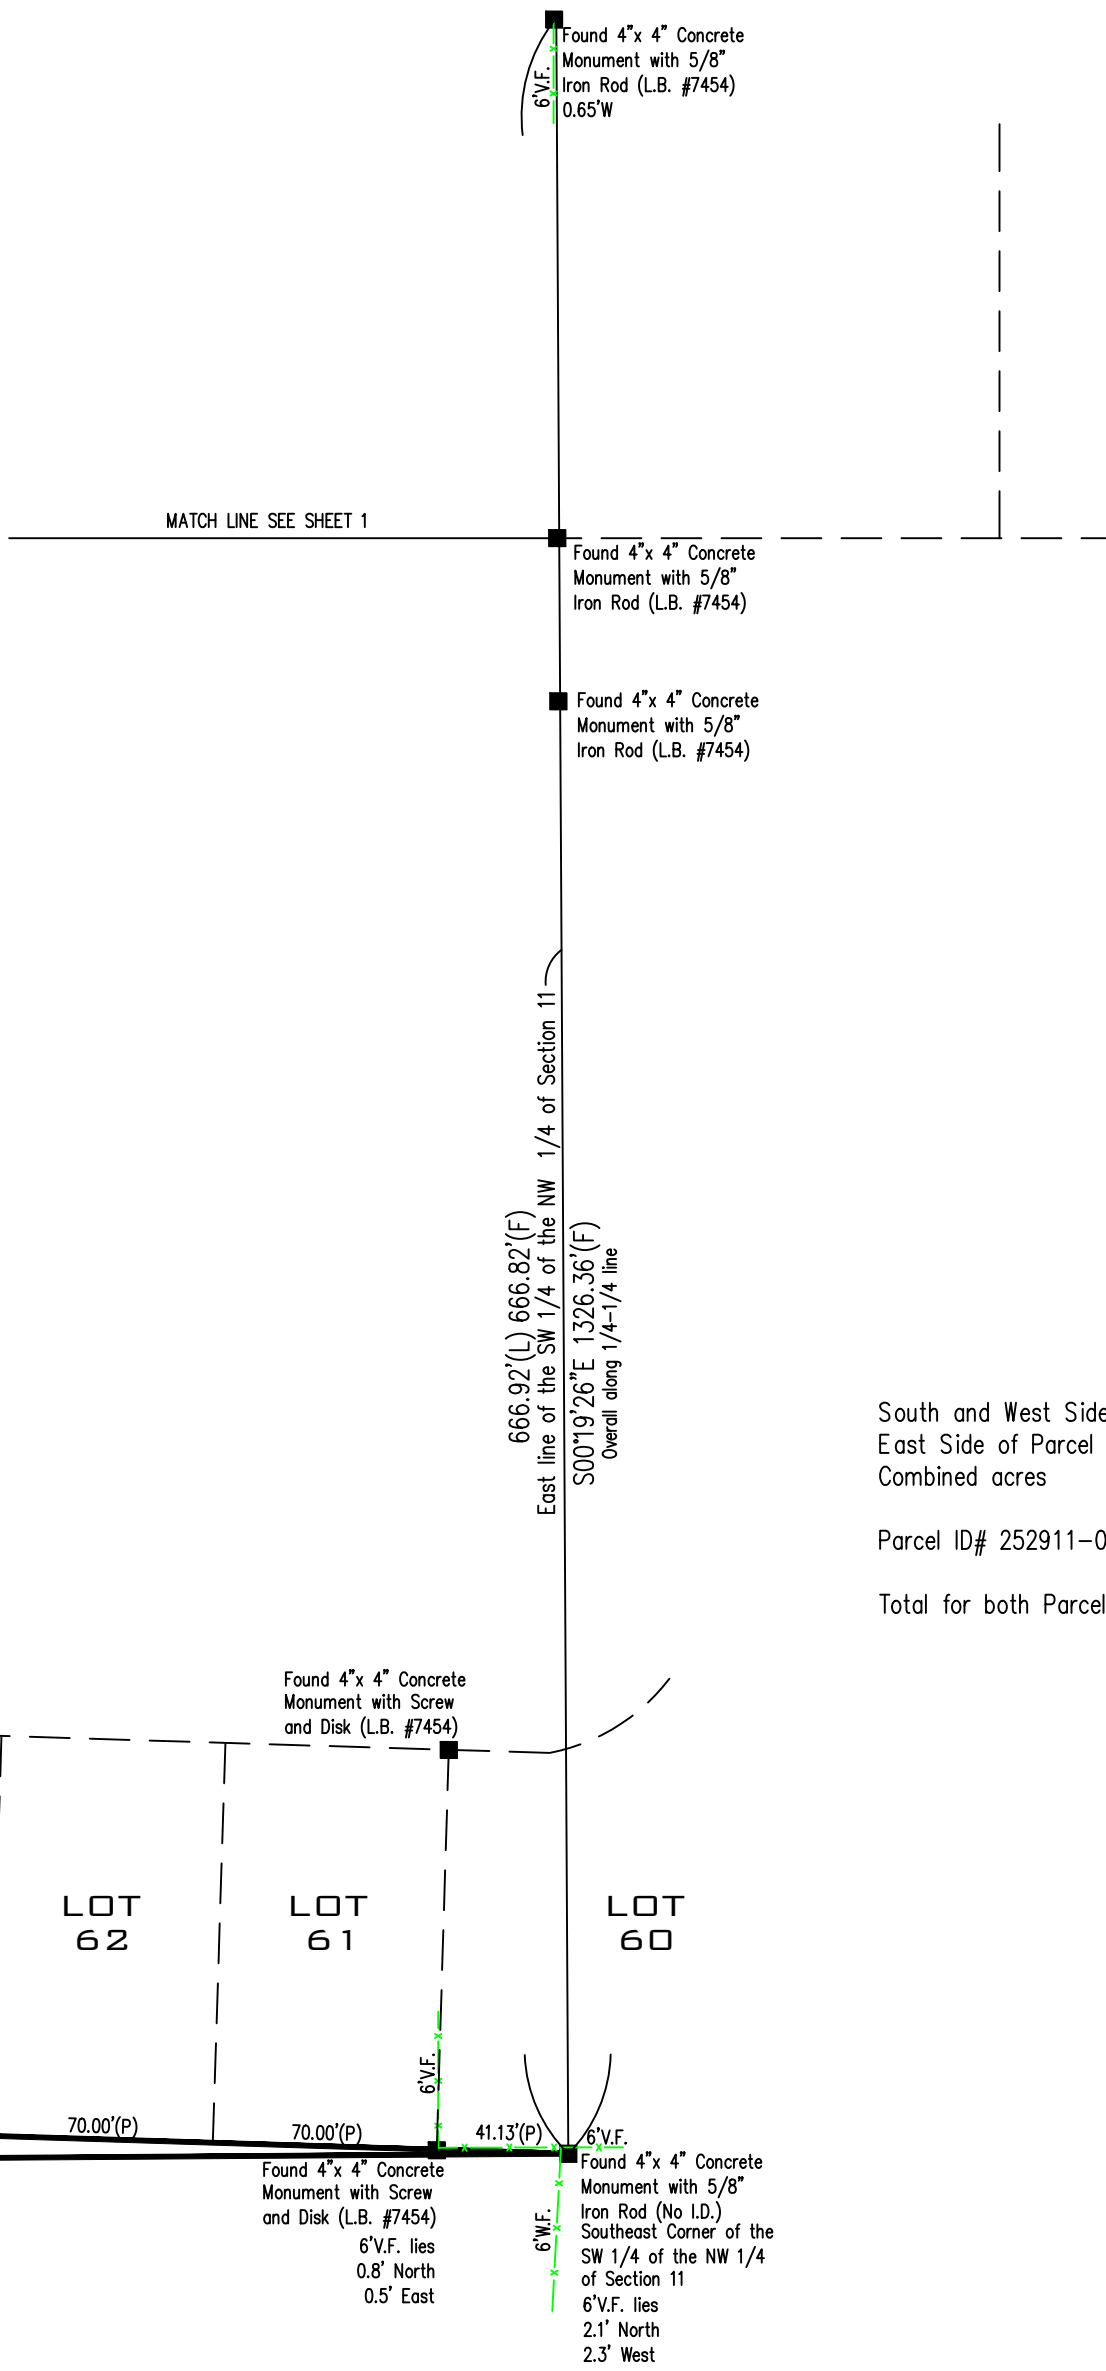 Found 4"x 4" Concrete
Monument with 5/8"
Iron Rod (L.B. #7454)
0.65'W
6'V.F.
MATCH LINE SEE SHEET 1
Found 4"x 4" Concrete
Monument with 5/8"
Iron Rod (L.B. #7454)
Found 4"x 4" Concrete
Monument with 5/8"
Iron Rod (L.B. #7454)
666.92'(L) 666.82'(F)
East line of the SW 1/4 of the NW 1/4 of Section 11
S00°19'26"E 1326.36'(F)
Overall along 1/4-1/4 line
South and West Side
East Side of Parcel
Combined acres
Parcel ID# 252911-0
Total for both Parcel
Found 4"x 4" Concrete
Monument with Screw
and Disk (L.B. #7454)
LOT
62
LOT
61
LOT
60
6'V.F.
70.00'(P)
70.00'(P)
41.13'(P)
6'V.F.
Found 4"x 4" Concrete
Monument with Screw
and Disk (L.B. #7454)
6'V.F. lies
0.8' North
0.5' East
6'W.F.
Found 4"x 4" Concrete
Monument with 5/8"
Iron Rod (No I.D.)
Southeast Corner of the
SW 1/4 of the NW 1/4
of Section 11
6'V.F. lies
2.1' North
2.3' West